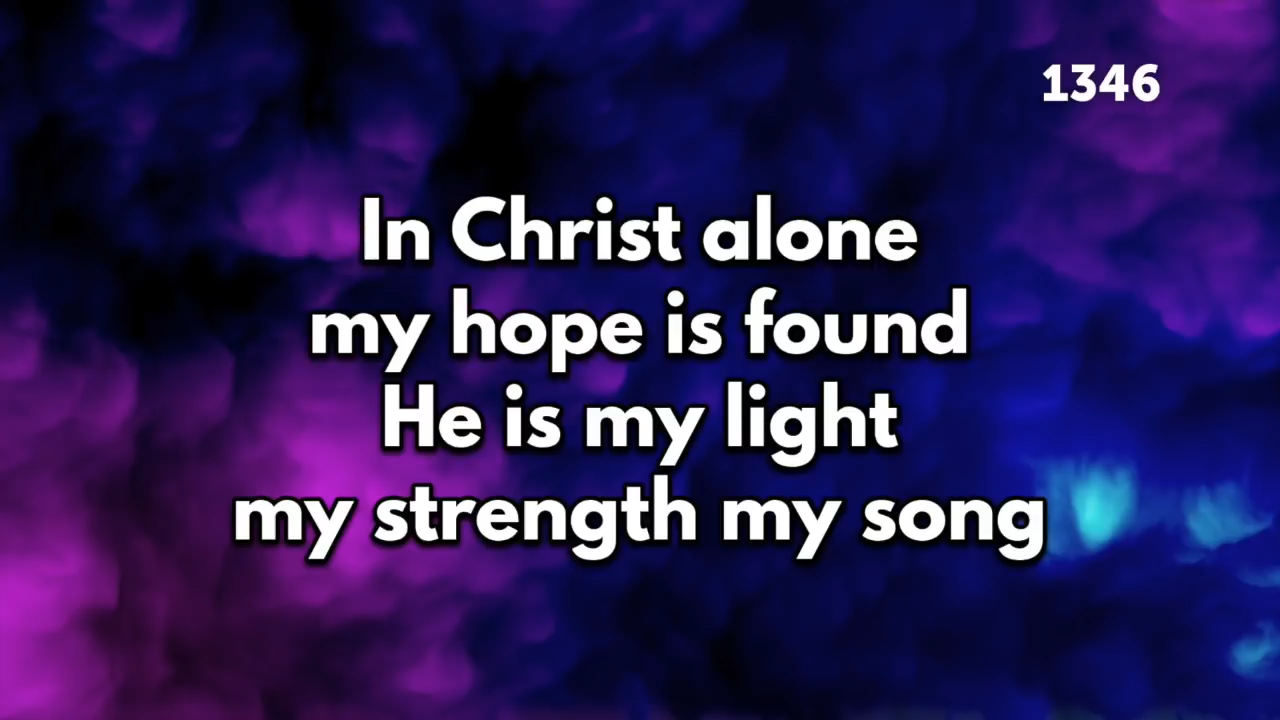 1346
In Christ alone
my hope is found
He is my light
my strength my song